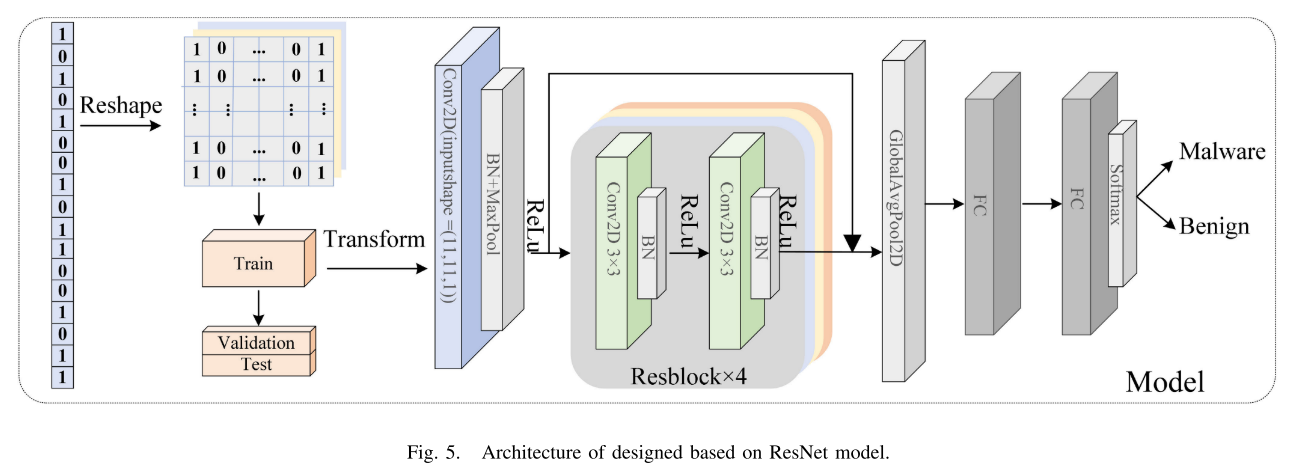 1
0
1
0
1
0
0
1
0
1
1
0
0
1
0
1
1
Reshape
1 0 ... 0 1
1 0 ... 0 1
⋮ ⋮ ⋮ ⋮
1 0 ... 0 1
1 0 ... 0 1
Train
Validation
Test
Transform
Conv2D(inputshape =(11,11,1))
BN+MaxPool
ReLu
Conv2D 3×3
BN
ReLu
Conv2D 3×3
BN
ReLu
Resblock×4
GlobalAvgPool2D
FC
FC
Softmax
Malware
Benign
Model
Fig. 5. Architecture of designed based on ResNet model.